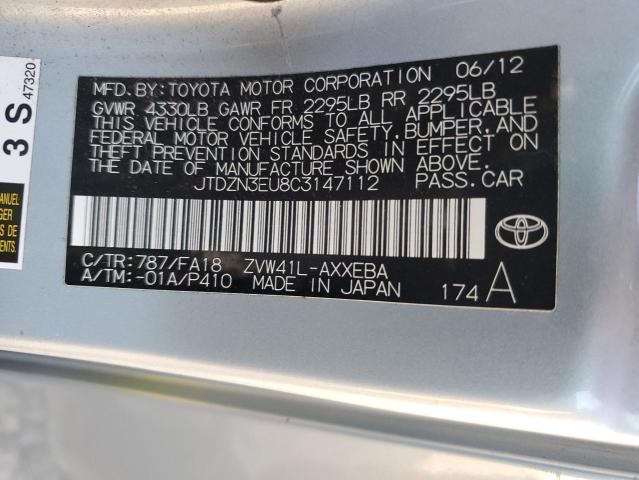 MFD.BY:TOYOTA MOTOR CORPORATION 06/12
GVWR 4330LB GAWR FR 2295LB RR 2295LB
THIS VEHICLE CONFORMS TO ALL APPLICABLE
FEDERAL MOTOR VEHICLE SAFETY,BUMPER,AND
THEFT PREVENTION STANDARDS IN EFFECT ON
THE DATE OF MANUFACTURE SHOWN ABOVE.
JTDZN3EU8C3147112 PASS.CAR
C/TR:787/FA18 ZVW41L-AXXEBA
A/TM:-01A/P410 MADE IN JAPAN 174 A
3 S
47320